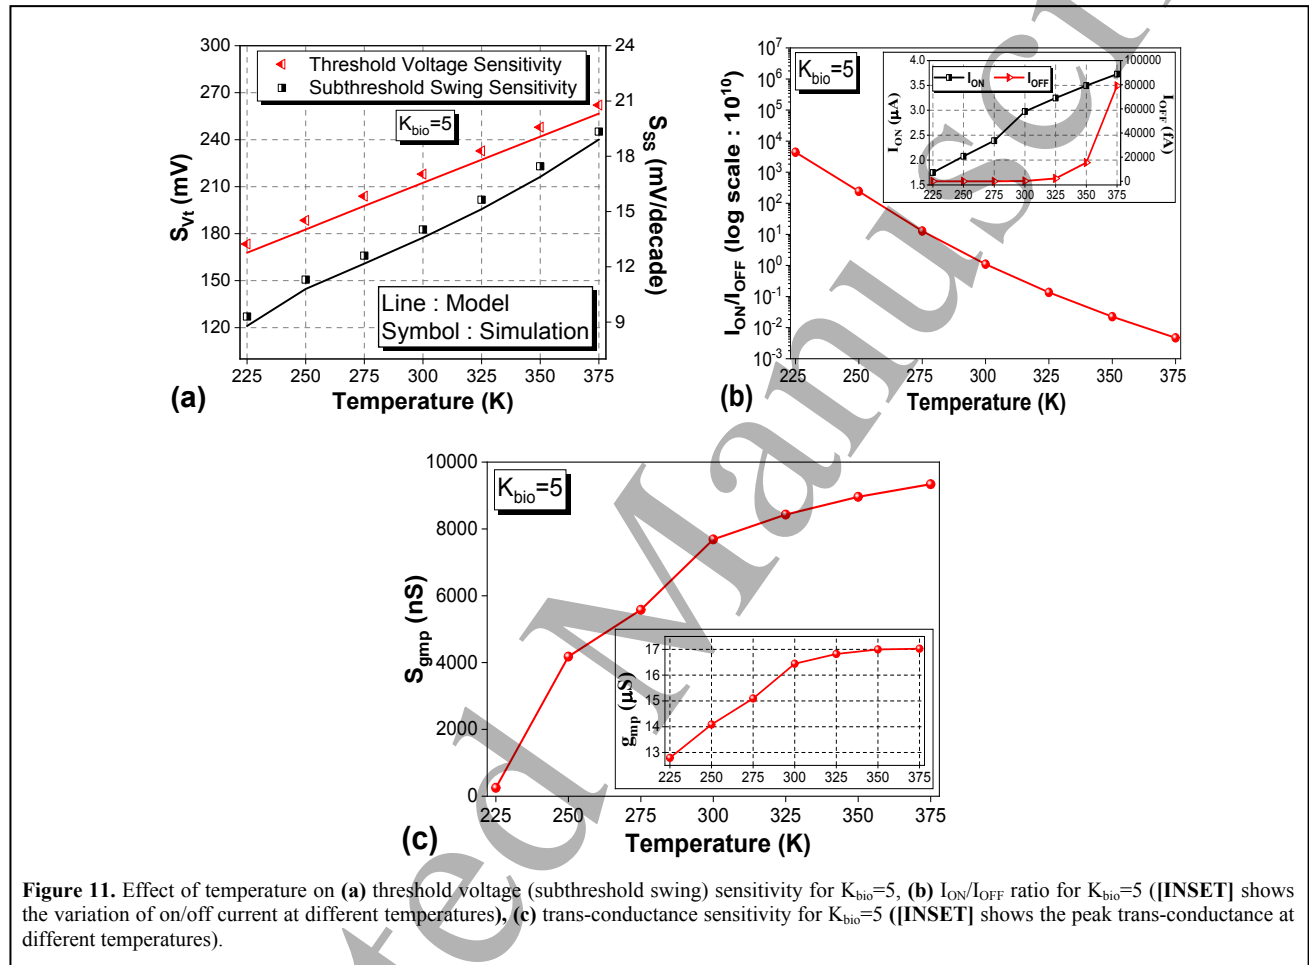 300
270
240
210
180
150
120
S_Vt (mV)
24
21
18
15
12
9
S_SS (mV/decade)
Threshold Voltage Sensitivity
Subthreshold Swing Sensitivity
K_bio=5
Line : Model
Symbol : Simulation
225 250 275 300 325 350 375
Temperature (K)
(a)
10^7
10^6
10^5
10^4
10^3
10^2
10^1
10^0
10^-1
10^-2
10^-3
I_ON/I_OFF (log scale : 10^10)
K_bio=5
4.0
3.5
3.0
2.5
2.0
1.5
I_ON (µA)
I_ON I_OFF
100000
80000
60000
40000
20000
0
I_OFF (fA)
225 250 275 300 325 350 375
225 250 275 300 325 350 375
Temperature (K)
(b)
10000
8000
6000
4000
2000
0
S_gmp (nS)
K_bio=5
17
16
15
14
13
g_mp (µS)
225 250 275 300 325 350 375
225 250 275 300 325 350 375
Temperature (K)
(c)
Figure 11. Effect of temperature on (a) threshold voltage (subthreshold swing) sensitivity for K_bio=5, (b) I_ON/I_OFF ratio for K_bio=5 ([INSET] shows
the variation of on/off current at different temperatures), (c) trans-conductance sensitivity for K_bio=5 ([INSET] shows the peak trans-conductance at
different temperatures).
ted Manuscri